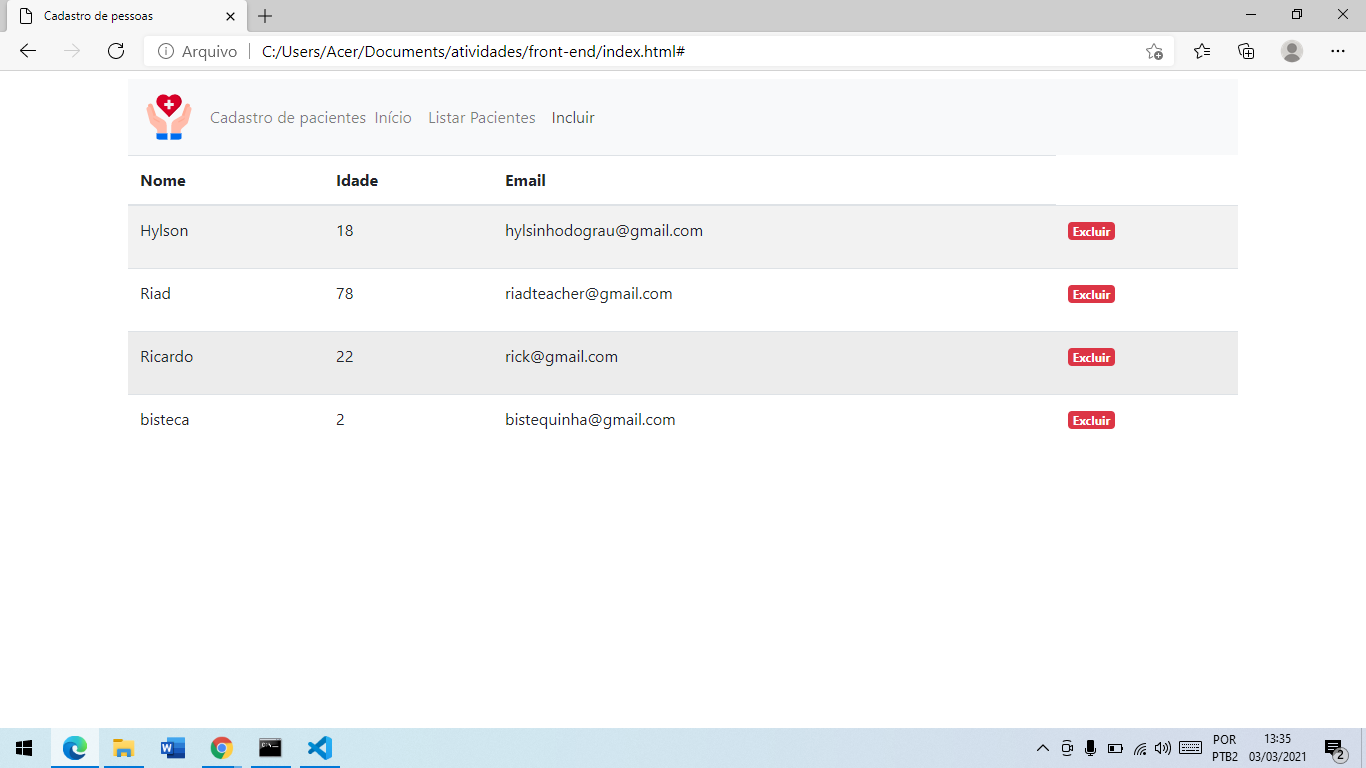 Cadastro de pessoas
Arquivo C:/Users/Acer/Documents/atividades/front-end/index.html#
Cadastro de pacientes Início Listar Pacientes Incluir
Nome Idade Email
Hylson 18 hylsinhodograu@gmail.com Excluir
Riad 78 riadteacher@gmail.com Excluir
Ricardo 22 rick@gmail.com Excluir
bisteca 2 bistequinha@gmail.com Excluir
POR 13:35
PTB2 03/03/2021 2